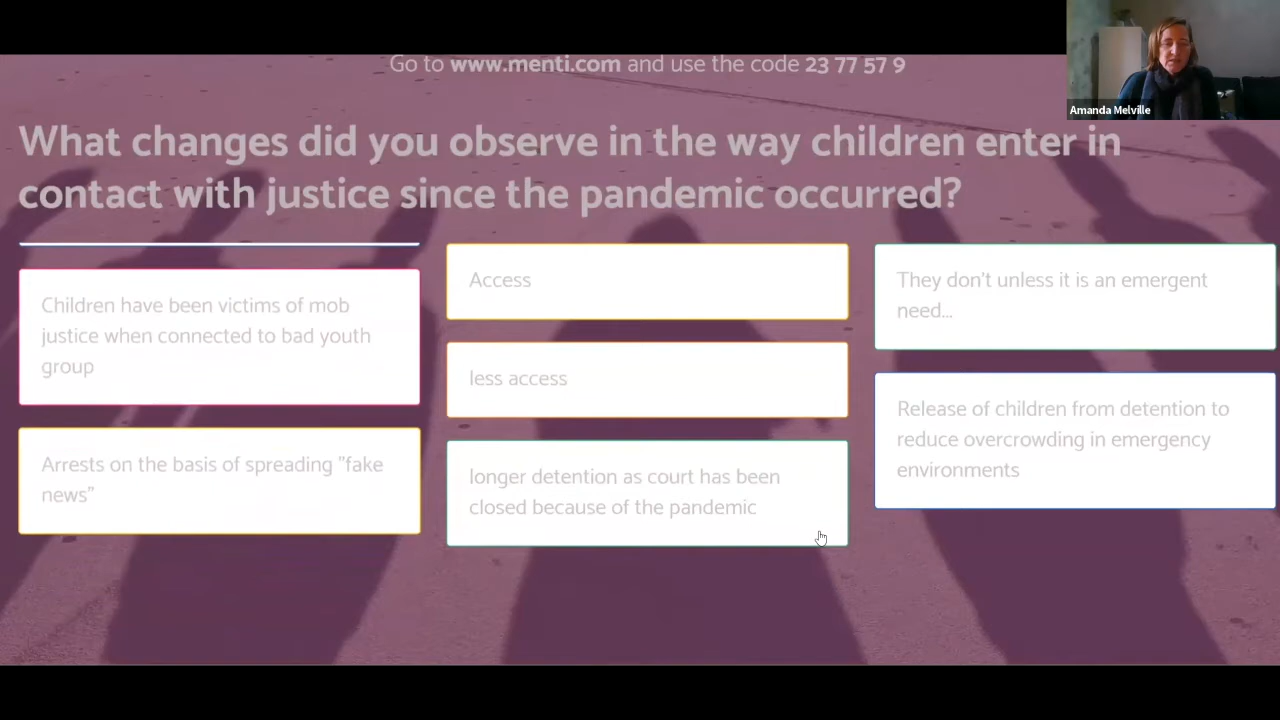 Go to www.menti.com and use the code 23 77 57 9
Amanda Melville
What changes did you observe in the way children enter in
contact with justice since the pandemic occurred?
Children have been victims of mob
justice when connected to bad youth
group
Arrests on the basis of spreading "fake
news"
Access
less access
longer detention as court has been
closed because of the pandemic
They don't unless it is an emergent
need...
Release of children from detention to
reduce overcrowding in emergency
environments